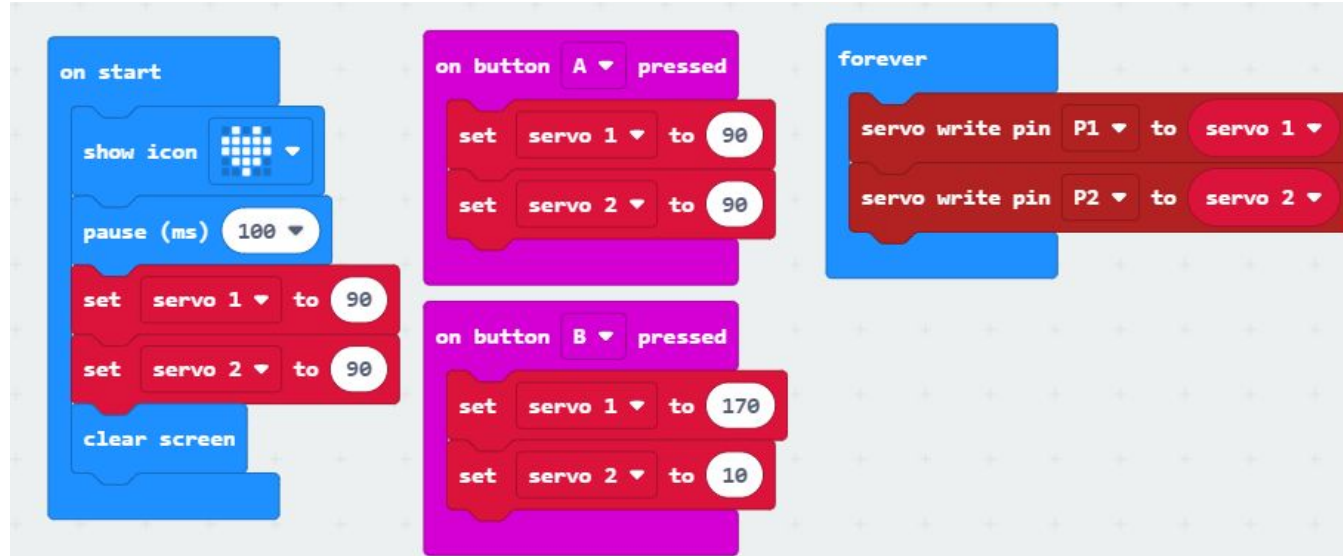 on start
show icon
pause (ms) 100
set servo 1 to 90
set servo 2 to 90
clear screen
on button A pressed
set servo 1 to 90
set servo 2 to 90
on button B pressed
set servo 1 to 170
set servo 2 to 10
forever
servo write pin P1 to servo 1
servo write pin P2 to servo 2